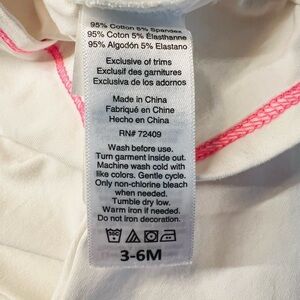 95% Cotton 5% Spandex
95% Coton 5% Élasthanne
95% Algodón 5% Elastano
Exclusive of trims
Exclusif des garnitures
Exclusiva de los adornos
Made in China
Fabriqué en Chine
Hecho en China
RN# 72409
Wash before use.
Turn garment inside out.
Machine wash cold with
like colors. Gentle cycle.
Only non-chlorine bleach
when needed.
Tumble dry low.
Warm iron if needed.
Do not iron decoration.
3-6M